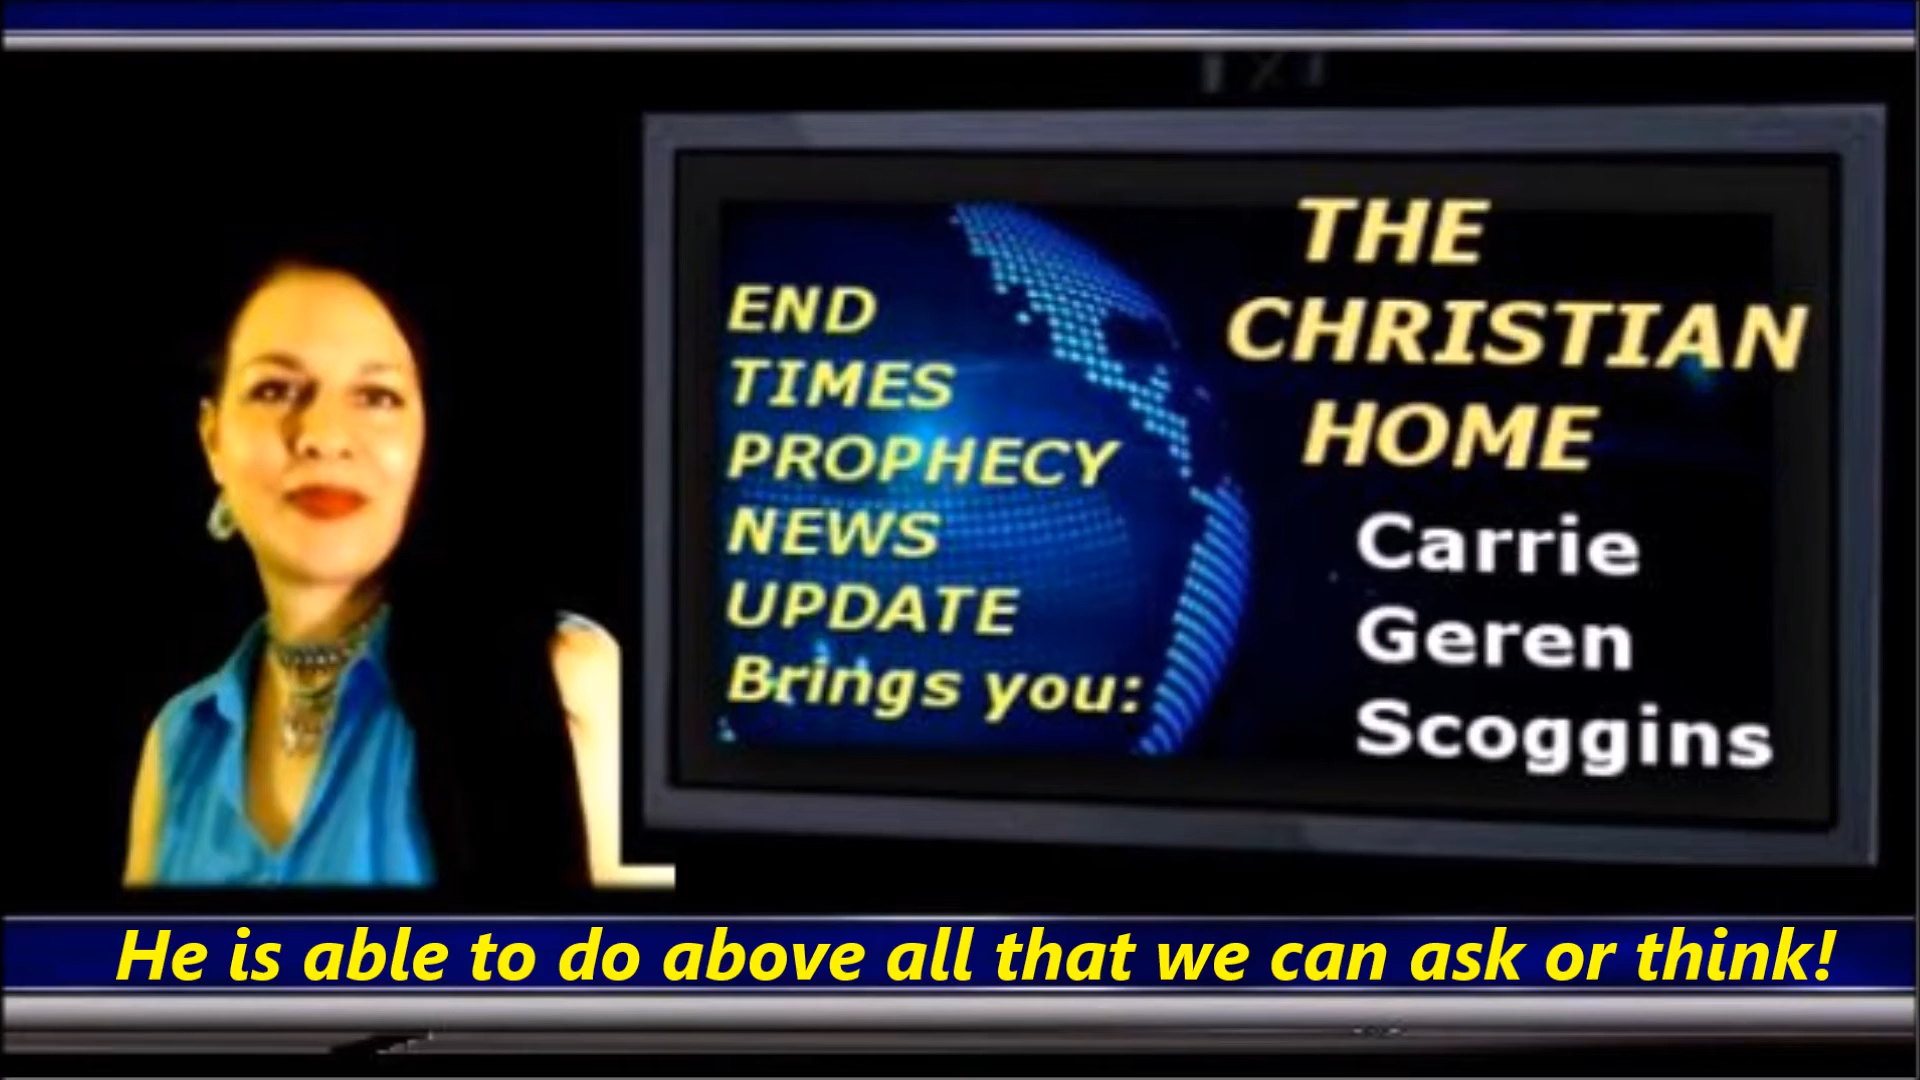 END
TIMES
PROPHECY
NEWS
UPDATE
Brings you:
THE
CHRISTIAN
HOME
Carrie
Geren
Scoggins
He is able to do above all that we can ask or think!